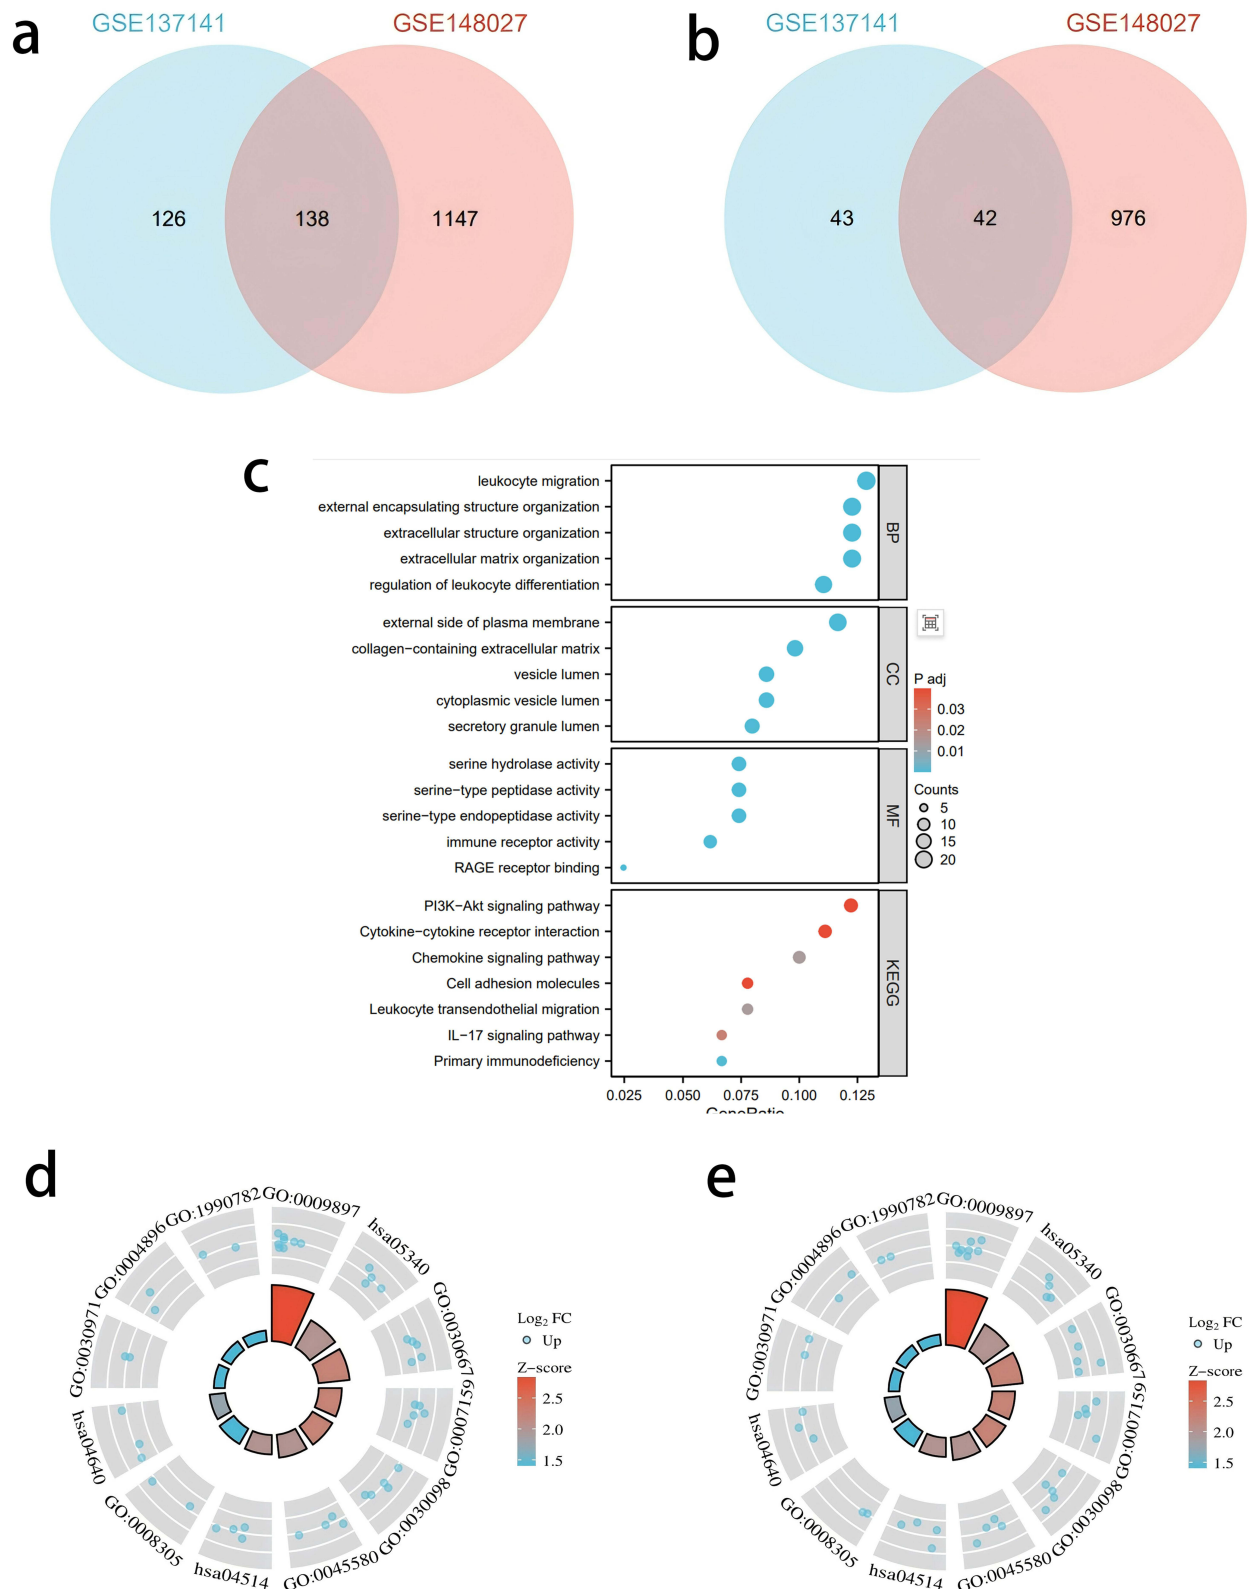 a
GSE137141
GSE148027
126
138
1147
b
GSE137141
GSE148027
43
42
976
c
leukocyte migration
external encapsulating structure organization
extracellular structure organization
extracellular matrix organization
regulation of leukocyte differentiation
BP
external side of plasma membrane
collagen−containing extracellular matrix
vesicle lumen
cytoplasmic vesicle lumen
secretory granule lumen
CC
serine hydrolase activity
serine−type peptidase activity
serine−type endopeptidase activity
immune receptor activity
RAGE receptor binding
MF
PI3K−Akt signaling pathway
Cytokine−cytokine receptor interaction
Chemokine signaling pathway
Cell adhesion molecules
Leukocyte transendothelial migration
IL−17 signaling pathway
Primary immunodeficiency
KEGG
0.025 0.050 0.075 0.100 0.125
GeneRatio
P adj
0.03
0.02
0.01
Counts
5
10
15
20
d
GO:0009897
hsa05340
GO:0030667
GO:0007159
GO:0030098
GO:0045580
hsa04514
GO:0008305
hsa04640
GO:0030971
GO:0004896
GO:1990782
Log2 FC
Up
Z−score
2.5
2.0
1.5
e
GO:0009897
hsa05340
GO:0030667
GO:0007159
GO:0030098
GO:0045580
hsa04514
GO:0008305
hsa04640
GO:0030971
GO:0004896
GO:1990782
Log2 FC
Up
Z−score
2.5
2.0
1.5